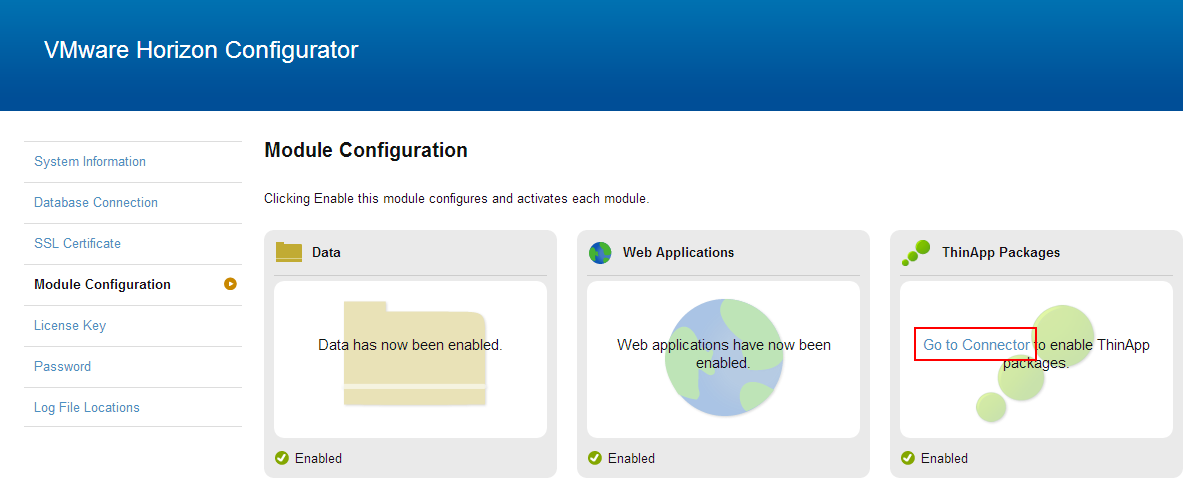 VMware Horizon Configurator
System Information
Database Connection
SSL Certificate
Module Configuration
License Key
Password
Log File Locations
Module Configuration
Clicking Enable this module configures and activates each module.
Data
Data has now been enabled.
Enabled
Web Applications
Web applications have now been
enabled.
Enabled
ThinApp Packages
Go to Connector to enable ThinApp
packages.
Enabled